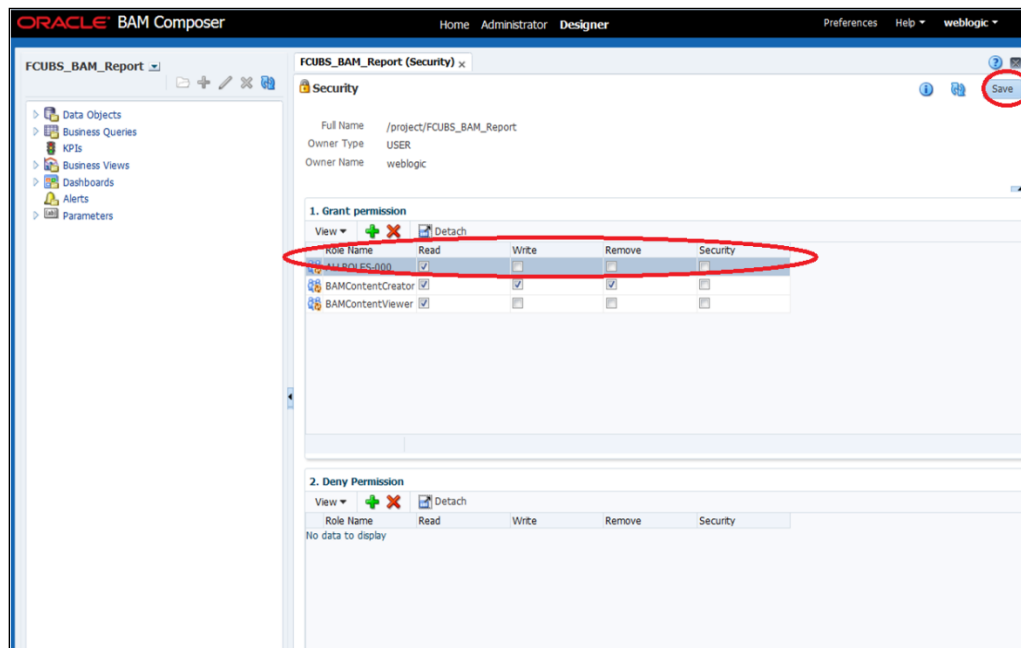 ORACLE® BAM Composer
Home Administrator Designer
Preferences Help weblogic
FCUBS_BAM_Report
Data Objects
Business Queries
KPIs
Business Views
Dashboards
Alerts
Parameters
FCUBS_BAM_Report (Security)
Security
Save
Full Name /project/FCUBS_BAM_Report
Owner Type USER
Owner Name weblogic
1. Grant permission
View Detach
Role Name Read Write Remove Security
ALLROLES-000
BAMContentCreator
BAMContentViewer
2. Deny Permission
View Detach
Role Name Read Write Remove Security
No data to display